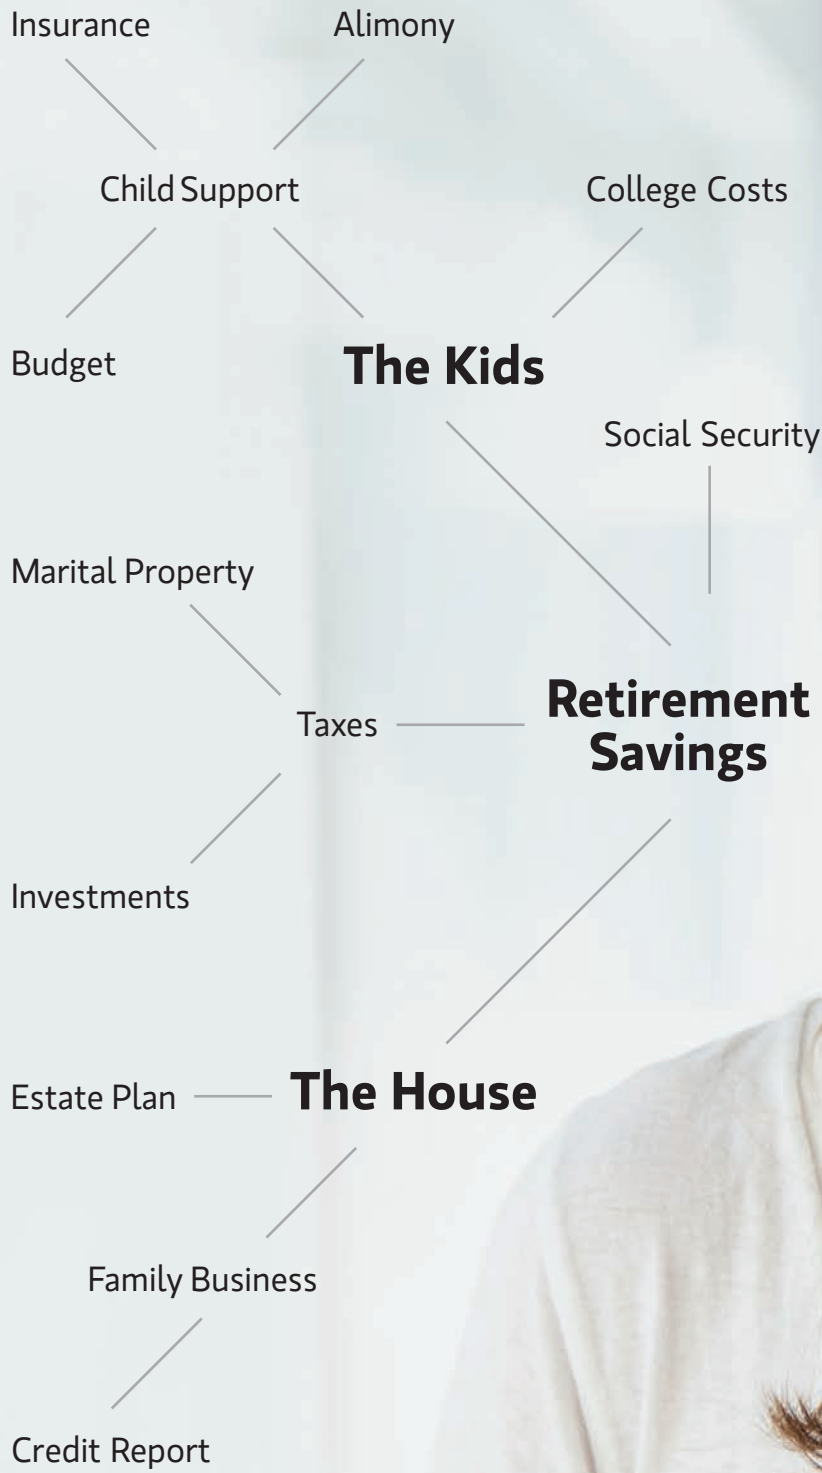 Insurance
Alimony
Child Support
College Costs
Budget
The Kids
Social Security
Marital Property
Retirement
Savings
Taxes
Investments
Estate Plan
The House
Family Business
Credit Report